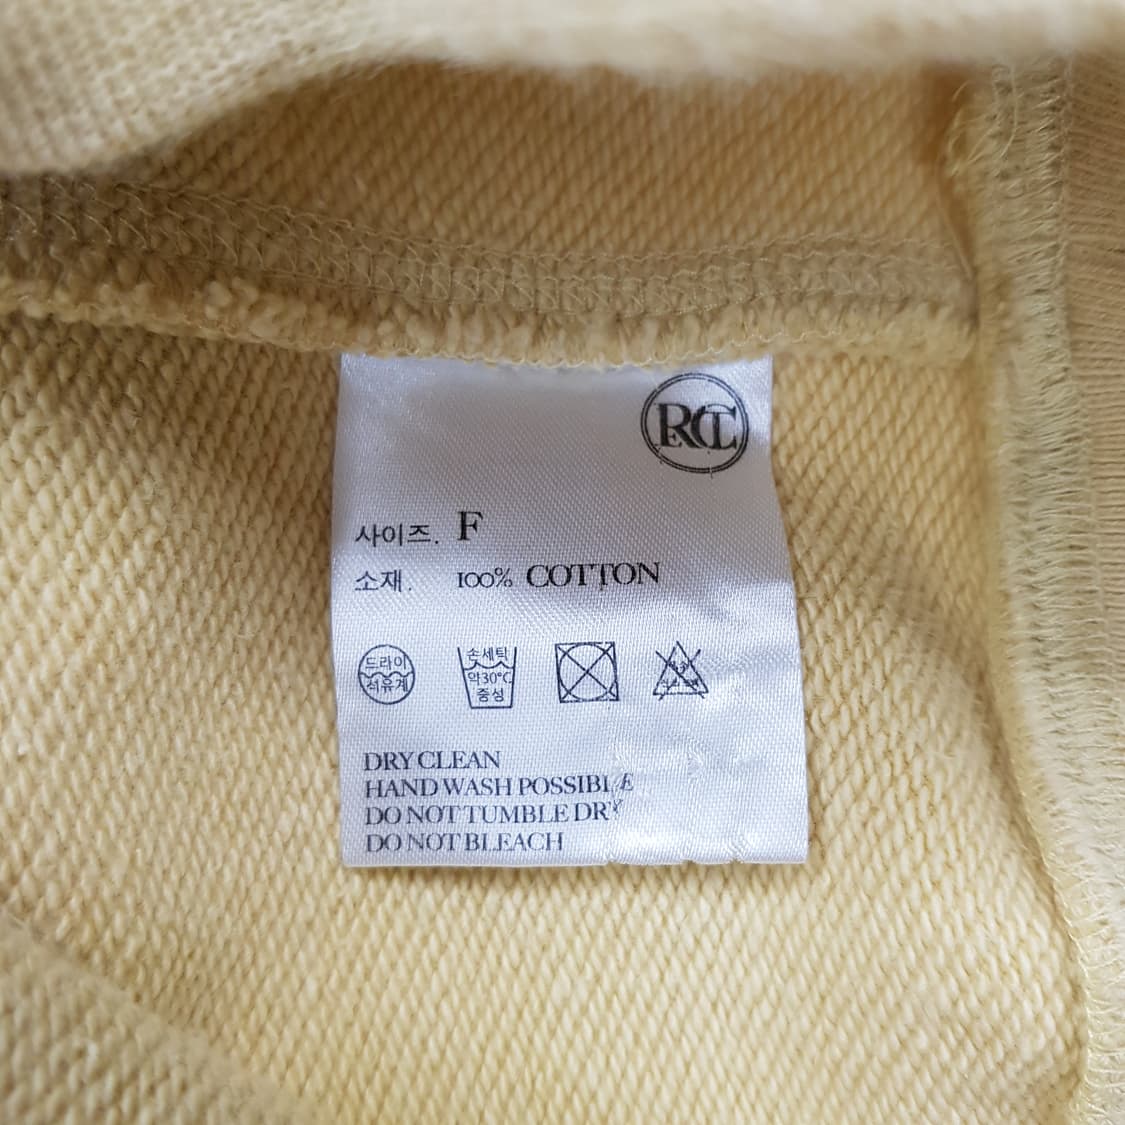 사이즈. F
소재. 100% COTTON
드라이
석유계
손세탁
약30°C
중성
DRY CLEAN
HAND WASH POSSIBLE
DO NOT TUMBLE DRY
DO NOT BLEACH